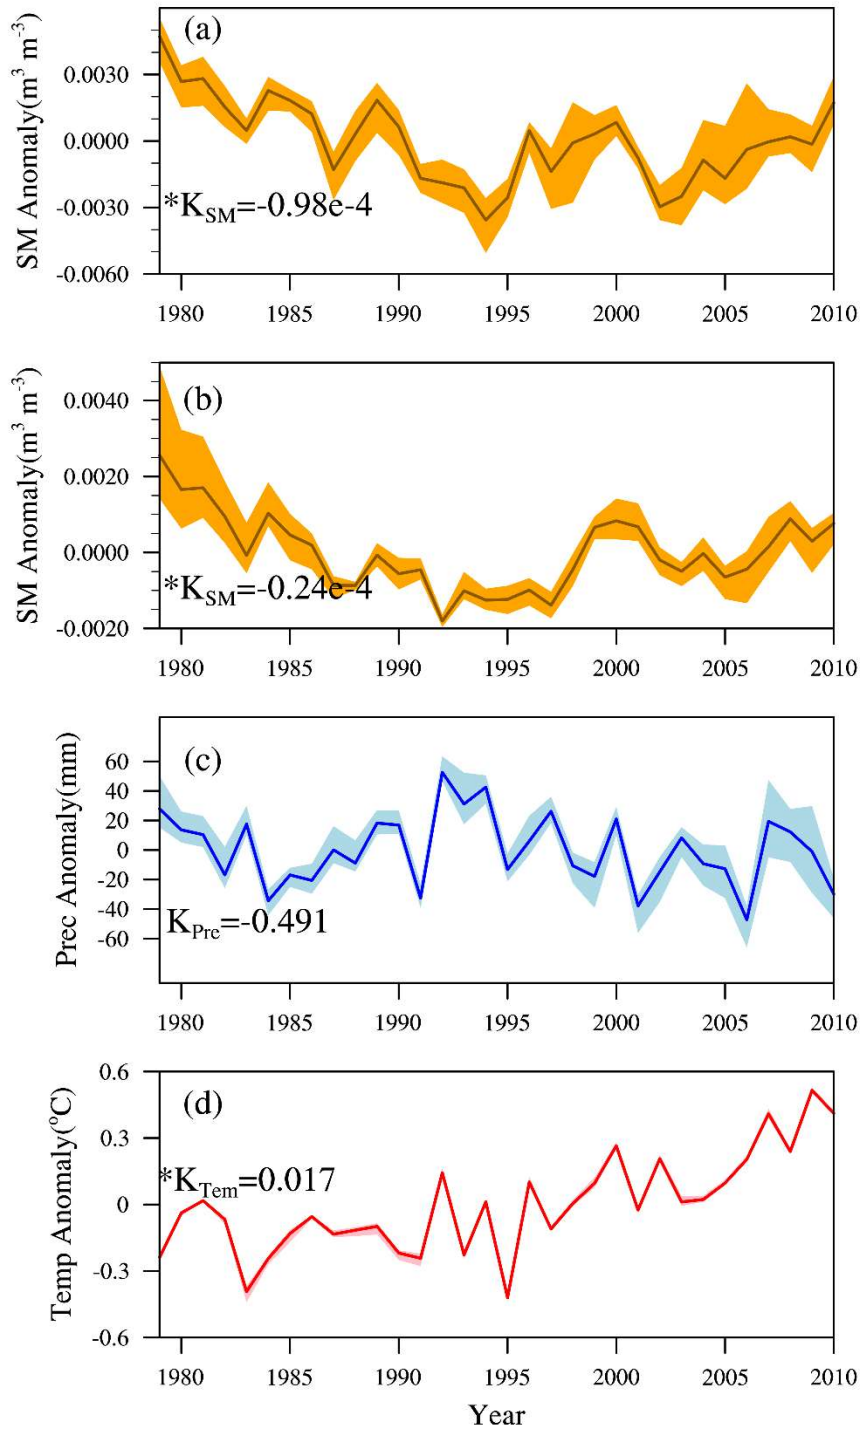 (a)
SM Anomaly(m³ m⁻³)
0.0030
0.0000
-0.0030
-0.0060
*K_SM=-0.98e-4
1980 1985 1990 1995 2000 2005 2010
(b)
SM Anomaly(m³ m⁻³)
0.0040
0.0020
0.0000
-0.0020
*K_SM=-0.24e-4
1980 1985 1990 1995 2000 2005 2010
(c)
Prec Anomaly(mm)
60
40
20
0
-20
-40
-60
K_Pre=-0.491
1980 1985 1990 1995 2000 2005 2010
(d)
Temp Anomaly(°C)
0.6
0.3
0
-0.3
-0.6
*K_Tem=0.017
1980 1985 1990 1995 2000 2005 2010
Year